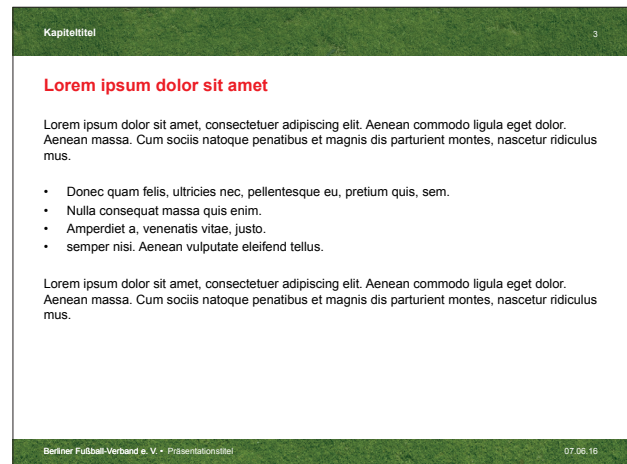 Kapiteltitel 3
Lorem ipsum dolor sit amet
Lorem ipsum dolor sit amet, consectetuer adipiscing elit. Aenean commodo ligula eget dolor.
Aenean massa. Cum sociis natoque penatibus et magnis dis parturient montes, nascetur ridiculus
mus.
• Donec quam felis, ultricies nec, pellentesque eu, pretium quis, sem.
• Nulla consequat massa quis enim.
• Amperdiet a, venenatis vitae, justo.
• semper nisi. Aenean vulputate eleifend tellus.
Lorem ipsum dolor sit amet, consectetuer adipiscing elit. Aenean commodo ligula eget dolor.
Aenean massa. Cum sociis natoque penatibus et magnis dis parturient montes, nascetur ridiculus
mus.
Berliner Fußball-Verband e. V. • Präsentationstitel 07.06.16